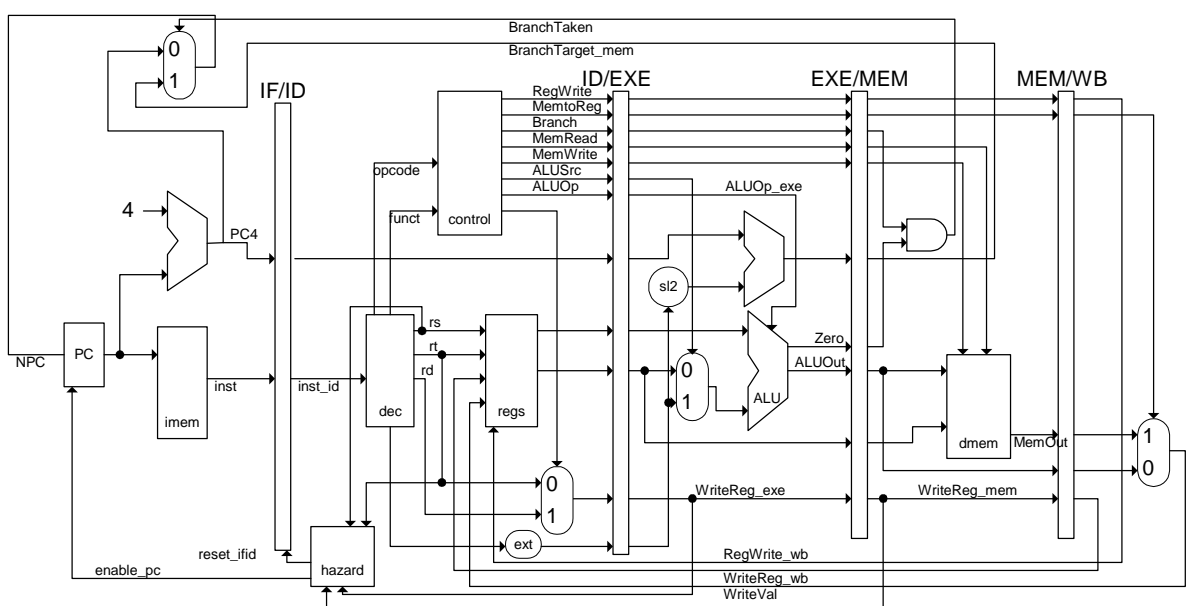 BranchTaken
0
BranchTarget_mem
1
IF/ID
ID/EXE
EXE/MEM
MEM/WB
RegWrite
MemtoReg
Branch
MemRead
opcode
MemWrite
ALUSrc
ALUOp
ALUOp_exe
4
funct
control
PC4
sl2
rs
Zero
PC
NPC
rt
ALUOut
rd
0
inst
inst_id
1
ALU
imem
dec
regs
dmem
MemOut
1
0
0
WriteReg_exe
WriteReg_mem
1
ext
reset_ifid
RegWrite_wb
enable_pc
hazard
WriteReg_wb
WriteVal